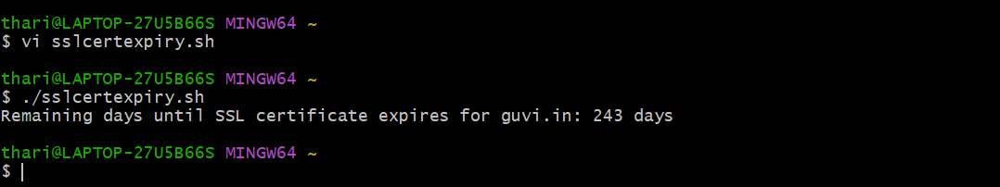 thari@LAPTOP-27U5B66S MINGW64 ~
$ vi sslcertexpiry.sh
thari@LAPTOP-27U5B66S MINGW64 ~
$ ./sslcertexpiry.sh
Remaining days until SSL certificate expires for guvi.in: 243 days
thari@LAPTOP-27U5B66S MINGW64 ~
$